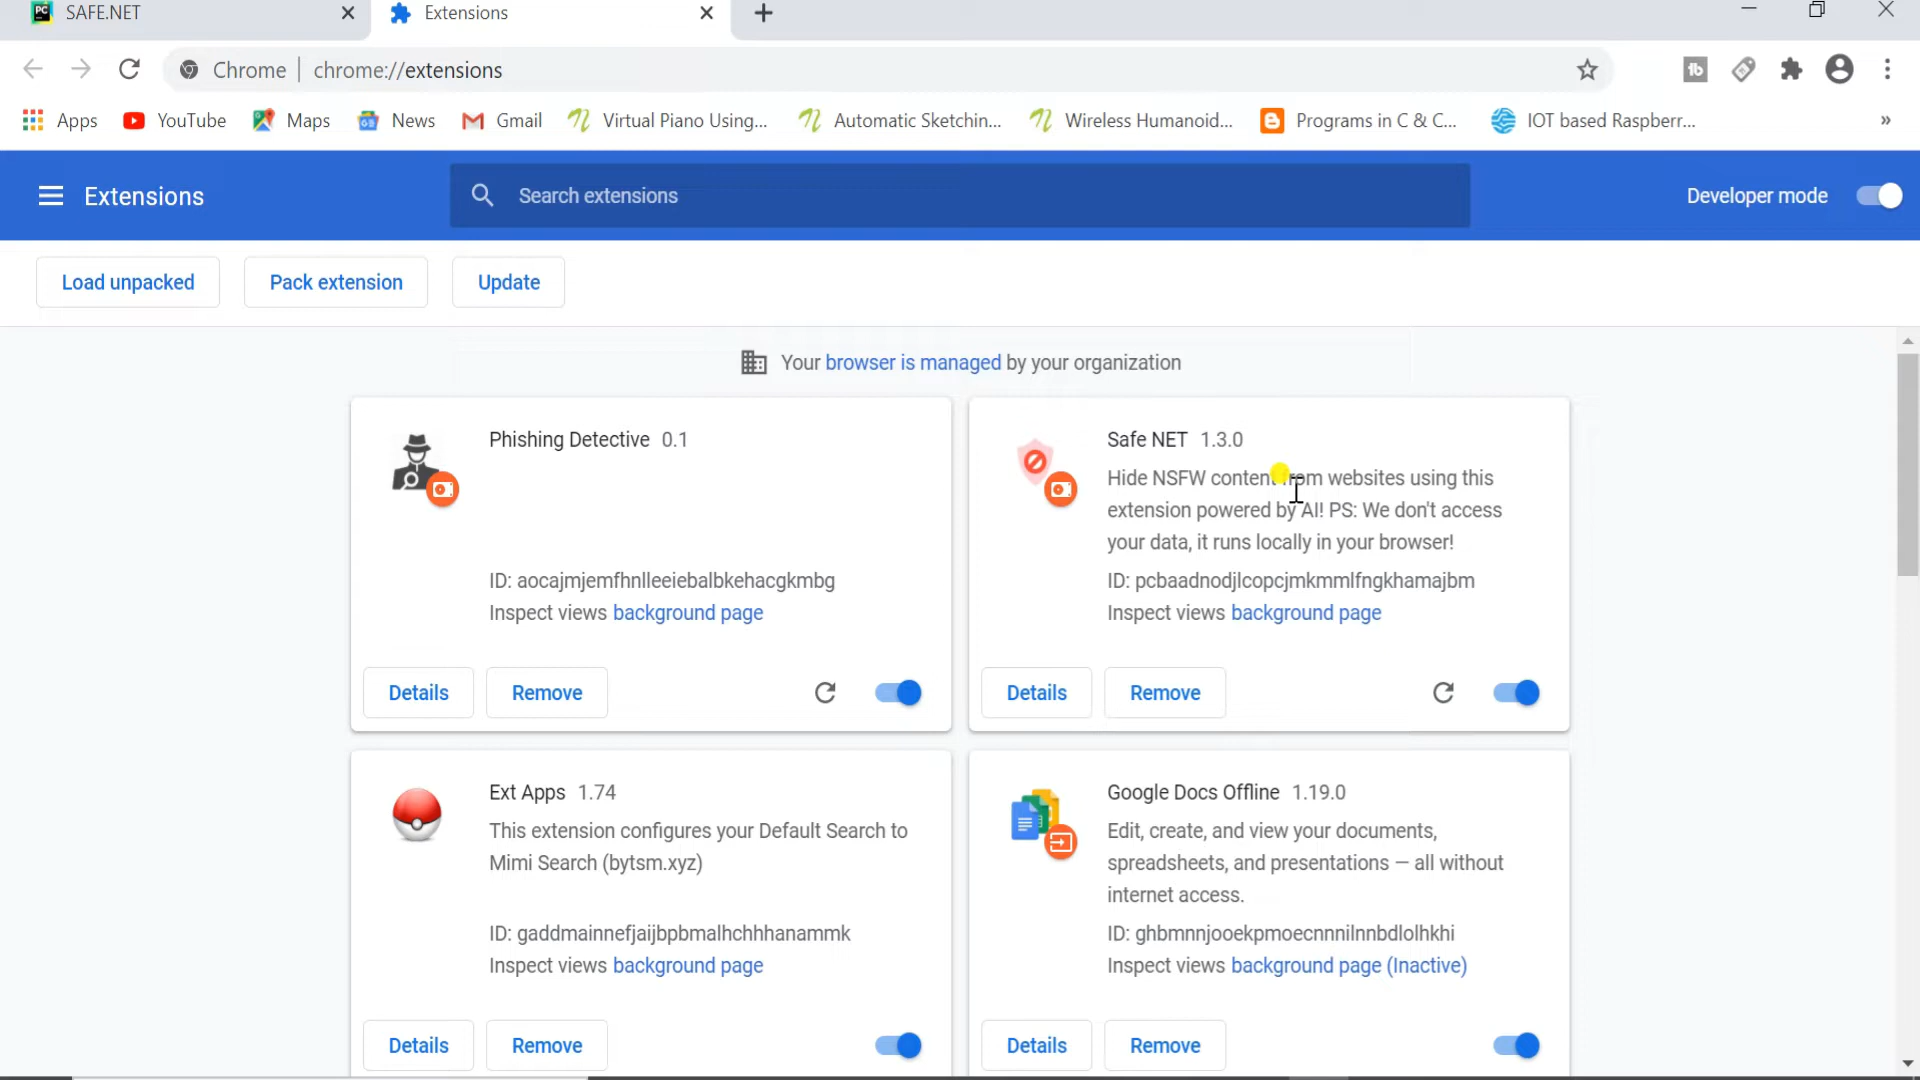 PC SAFE.NET
Extensions
Chrome chrome://extensions
tb
Apps YouTube Maps News Gmail Virtual Piano Using... Automatic Sketchin... Wireless Humanoid... Programs in C & C... IOT based Raspberr... »
Extensions
Search extensions
Developer mode
Load unpacked
Pack extension
Update
Your browser is managed by your organization
Phishing Detective 0.1
ID: aocajmjemfhnlleeiebalbkehacgkmbg
Inspect views background page
Details
Remove
Safe NET 1.3.0
Hide NSFW content from websites using this
extension powered by AI! PS: We don't access
your data, it runs locally in your browser!
ID: pcbaadnodjlcopcjmkmmlfngkhamajbm
Inspect views background page
Details
Remove
Ext Apps 1.74
This extension configures your Default Search to
Mimi Search (bytsm.xyz)
ID: gaddmainnefjaijbpbmalhchhhanammk
Inspect views background page
Details
Remove
Google Docs Offline 1.19.0
Edit, create, and view your documents,
spreadsheets, and presentations — all without
internet access.
ID: ghbmnnjooekpmoecnnnilnnbdlolhkhi
Inspect views background page (Inactive)
Details
Remove